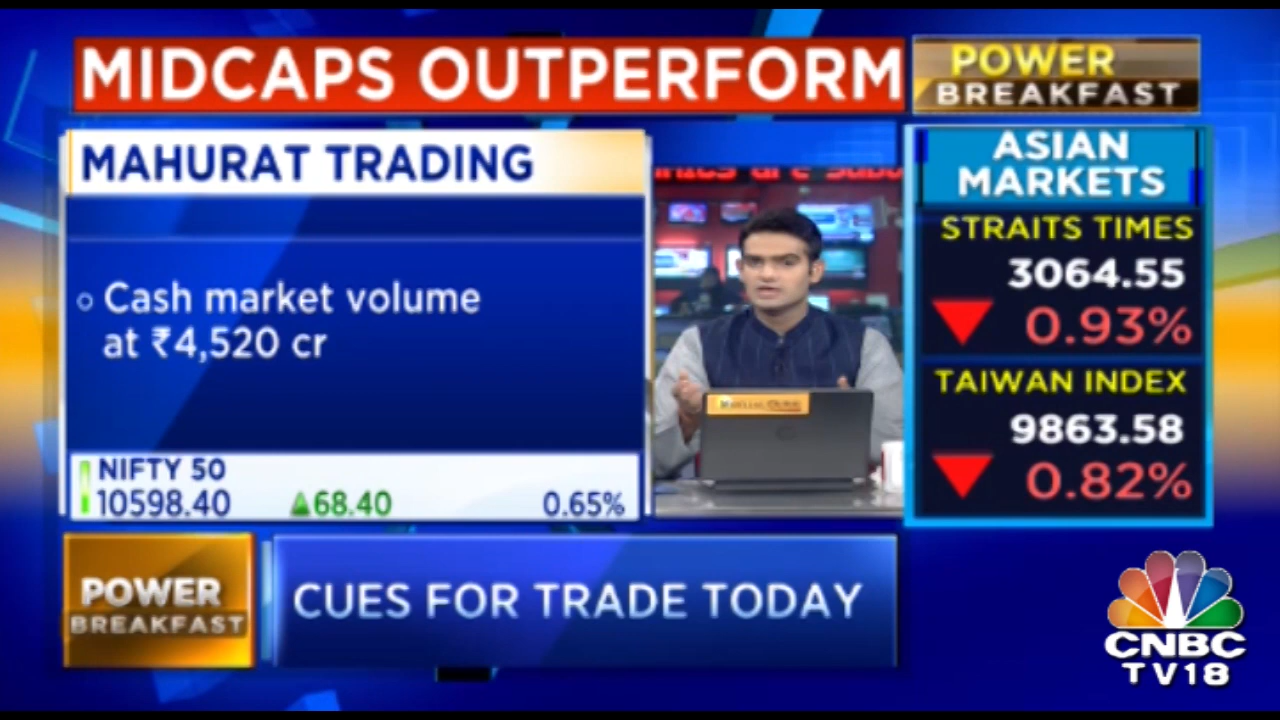 MIDCAPS OUTPERFORM
POWER
BREAKFAST
MAHURAT TRADING
Cash market volume
at ₹4,520 cr
NIFTY 50
10598.40 ▲68.40 0.65%
ASIAN
MARKETS
STRAITS TIMES
3064.55
▼ 0.93%
TAIWAN INDEX
9863.58
▼ 0.82%
POWER
BREAKFAST
CUES FOR TRADE TODAY
CNBC
TV18